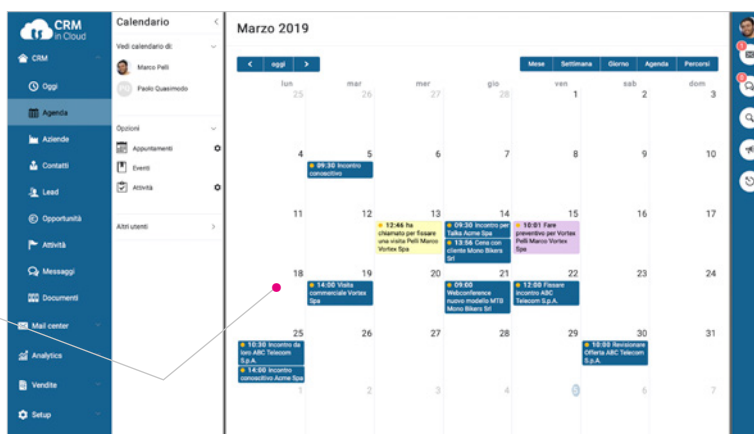 CRM
in Cloud
CRM
Oggi
Agenda
Aziende
Contatti
Lead
Opportunità
Attività
Messaggi
Documenti
Mail center
Analytics
Vendite
Setup
Calendario
Vedi calendario di:
Marco Pelli
Paolo Quasimodo
Opzioni
Appuntamenti
Eventi
Attività
Altri utenti
Marzo 2019
oggi
Mese Settimana Giorno Agenda Percorsi
lun mar mer gio ven sab dom
25 26 27 28 1 2 3
4 5 6 7 8 9 10
09:30 Incontro
conoscitivo
11 12 13 14 15 16 17
12:46 ha
chiamato per fissare
una visita Pelli Marco
Vortex Spa
09:30 Incontro per
Talks Acme Spa
13:56 Cena con
cliente Mono Bikers
Srl
10:01 Fare
preventivo per Vortex
Pelli Marco Vortex
Spa
18 19 20 21 22 23 24
14:00 Visita
commerciale Vortex
Spa
09:00
Webconference
nuovo modello MTB
Mono Bikers Srl
12:00 Fissare
incontro ABC
Telecom S.p.A.
25 26 27 28 29 30 31
10:30 Incontro da
loro ABC Telecom
S.p.A.
14:00 Incontro
conoscitivo Acme Spa
10:00 Revisionare
Offerta ABC Telecom
S.p.A.
1 2 3 4 5 6 7